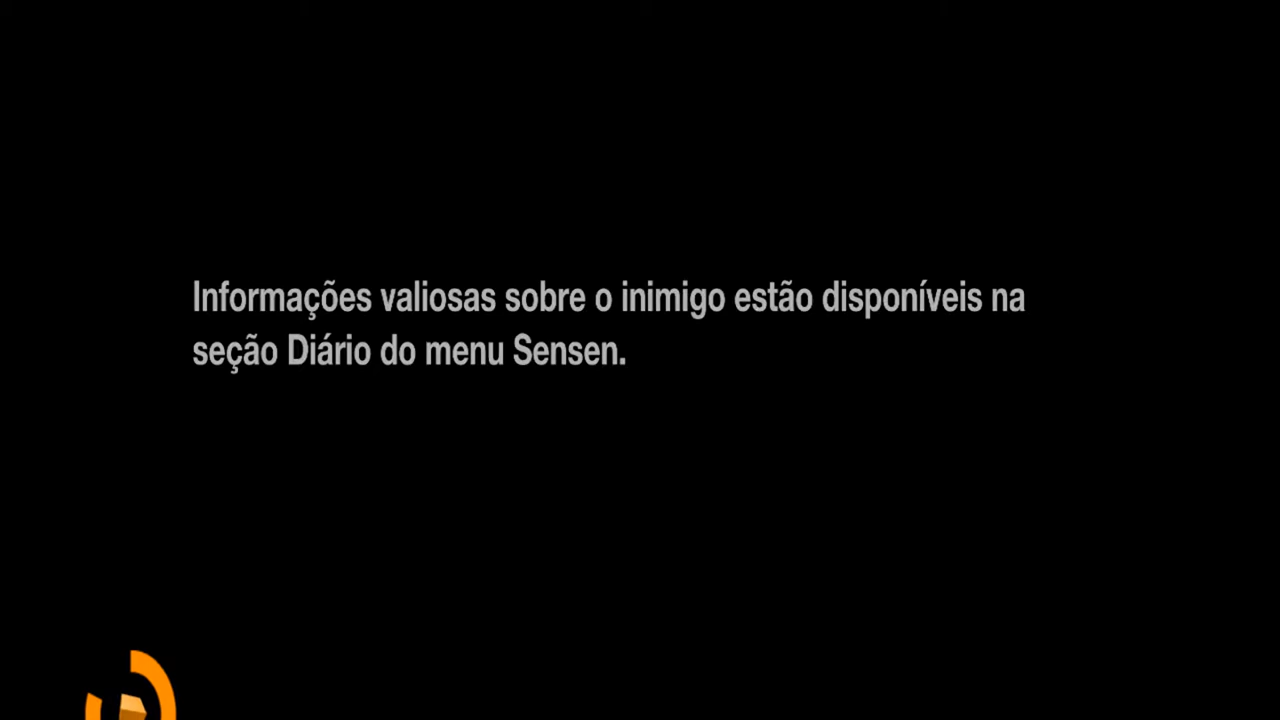 Informações valiosas sobre o inimigo estão disponíveis na
seção Diário do menu Sensen.